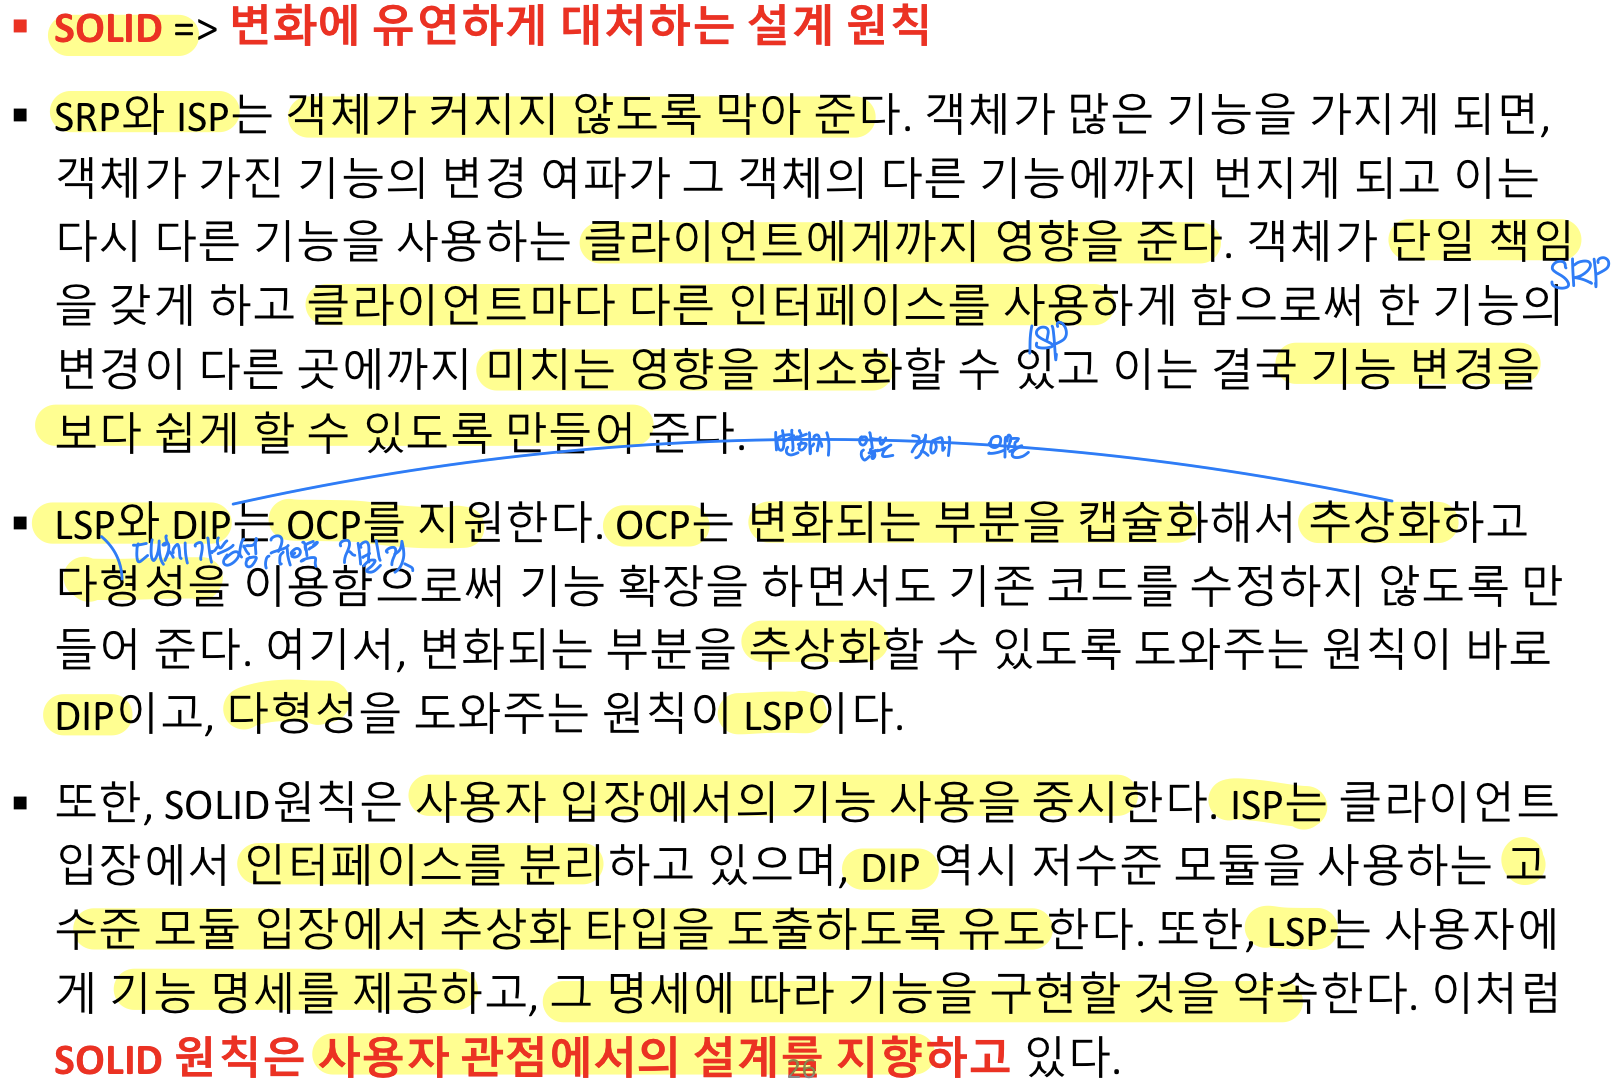 ▪ SOLID => 변화에 유연하게 대처하는 설계 원칙
▪ SRP와 ISP는 객체가 커지지 않도록 막아 준다. 객체가 많은 기능을 가지게 되면,
객체가 가진 기능의 변경 여파가 그 객체의 다른 기능에까지 번지게 되고 이는
다시 다른 기능을 사용하는 클라이언트에게까지 영향을 준다. 객체가 단일 책임
SRP
을 갖게 하고 클라이언트마다 다른 인터페이스를 사용하게 함으로써 한 기능의
ISP
변경이 다른 곳에까지 미치는 영향을 최소화할 수 있고 이는 결국 기능 변경을
보다 쉽게 할 수 있도록 만들어 준다.
변하지 않는 것에 의존
▪ LSP와 DIP는 OCP를 지원한다. OCP는 변화되는 부분을 캡슐화해서 추상화하고
대체 가능성, 규약 지킬 것
다형성을 이용함으로써 기능 확장을 하면서도 기존 코드를 수정하지 않도록 만
들어 준다. 여기서, 변화되는 부분을 추상화할 수 있도록 도와주는 원칙이 바로
DIP이고, 다형성을 도와주는 원칙이 LSP이다.
▪ 또한, SOLID원칙은 사용자 입장에서의 기능 사용을 중시한다. ISP는 클라이언트
입장에서 인터페이스를 분리하고 있으며, DIP 역시 저수준 모듈을 사용하는 고
수준 모듈 입장에서 추상화 타입을 도출하도록 유도한다. 또한, LSP는 사용자에
게 기능 명세를 제공하고, 그 명세에 따라 기능을 구현할 것을 약속한다. 이처럼
SOLID 원칙은 사용자 관점에서의 설계를 지향하고 있다.